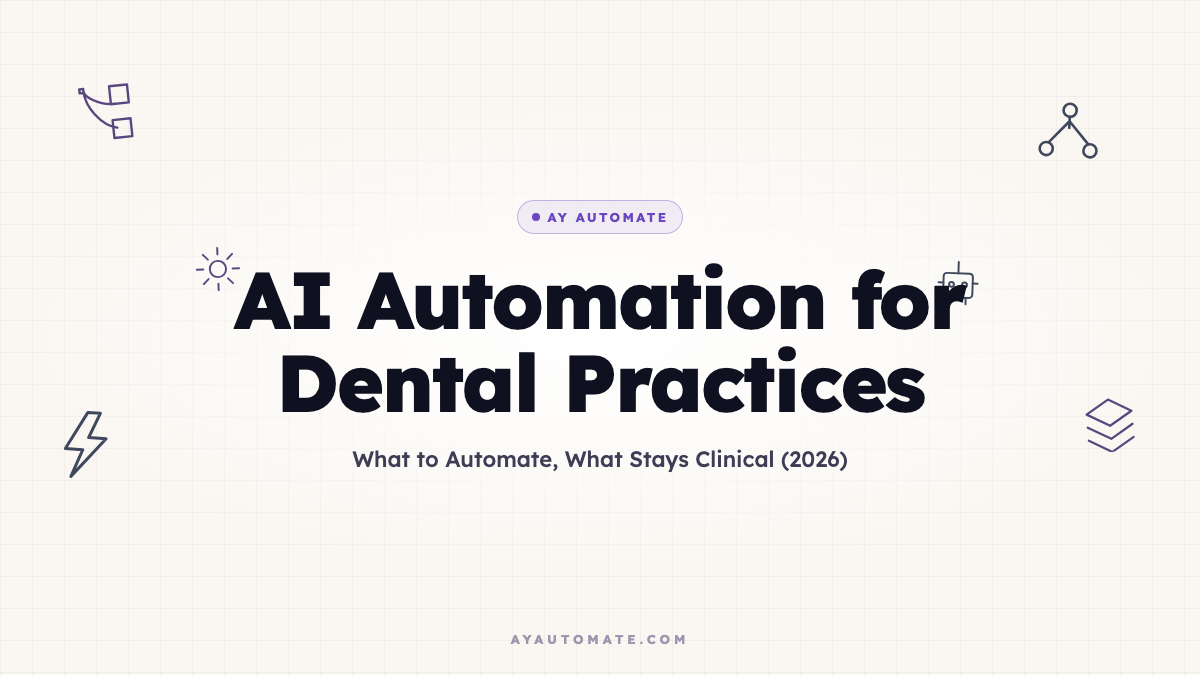 AY AUTOMATE
AI Automation for
Dental Practices
What to Automate, What Stays Clinical (2026)
AYAUTOMATE.COM